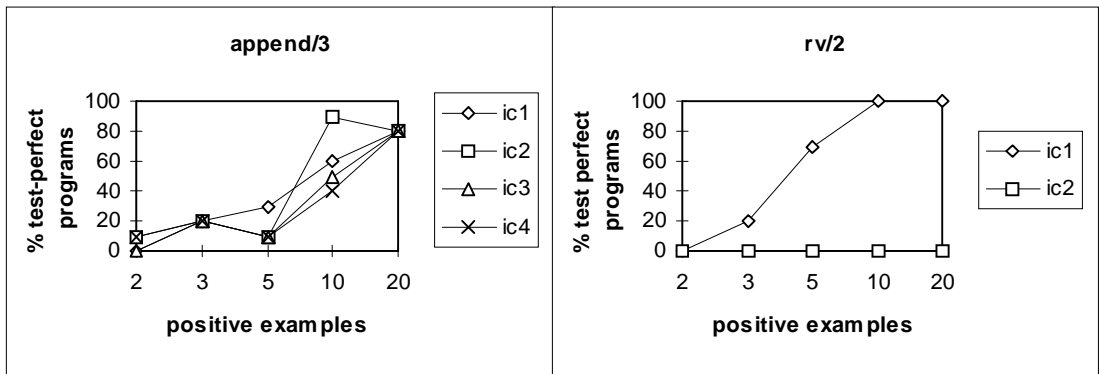 append/3
% test-perfect
programs
100
80
60
40
20
0
2 3 5 10 20
positive examples
ic1
ic2
ic3
ic4
rv/2
% test perfect
programs
100
80
60
40
20
0
2 3 5 10 20
positive examples
ic1
ic2